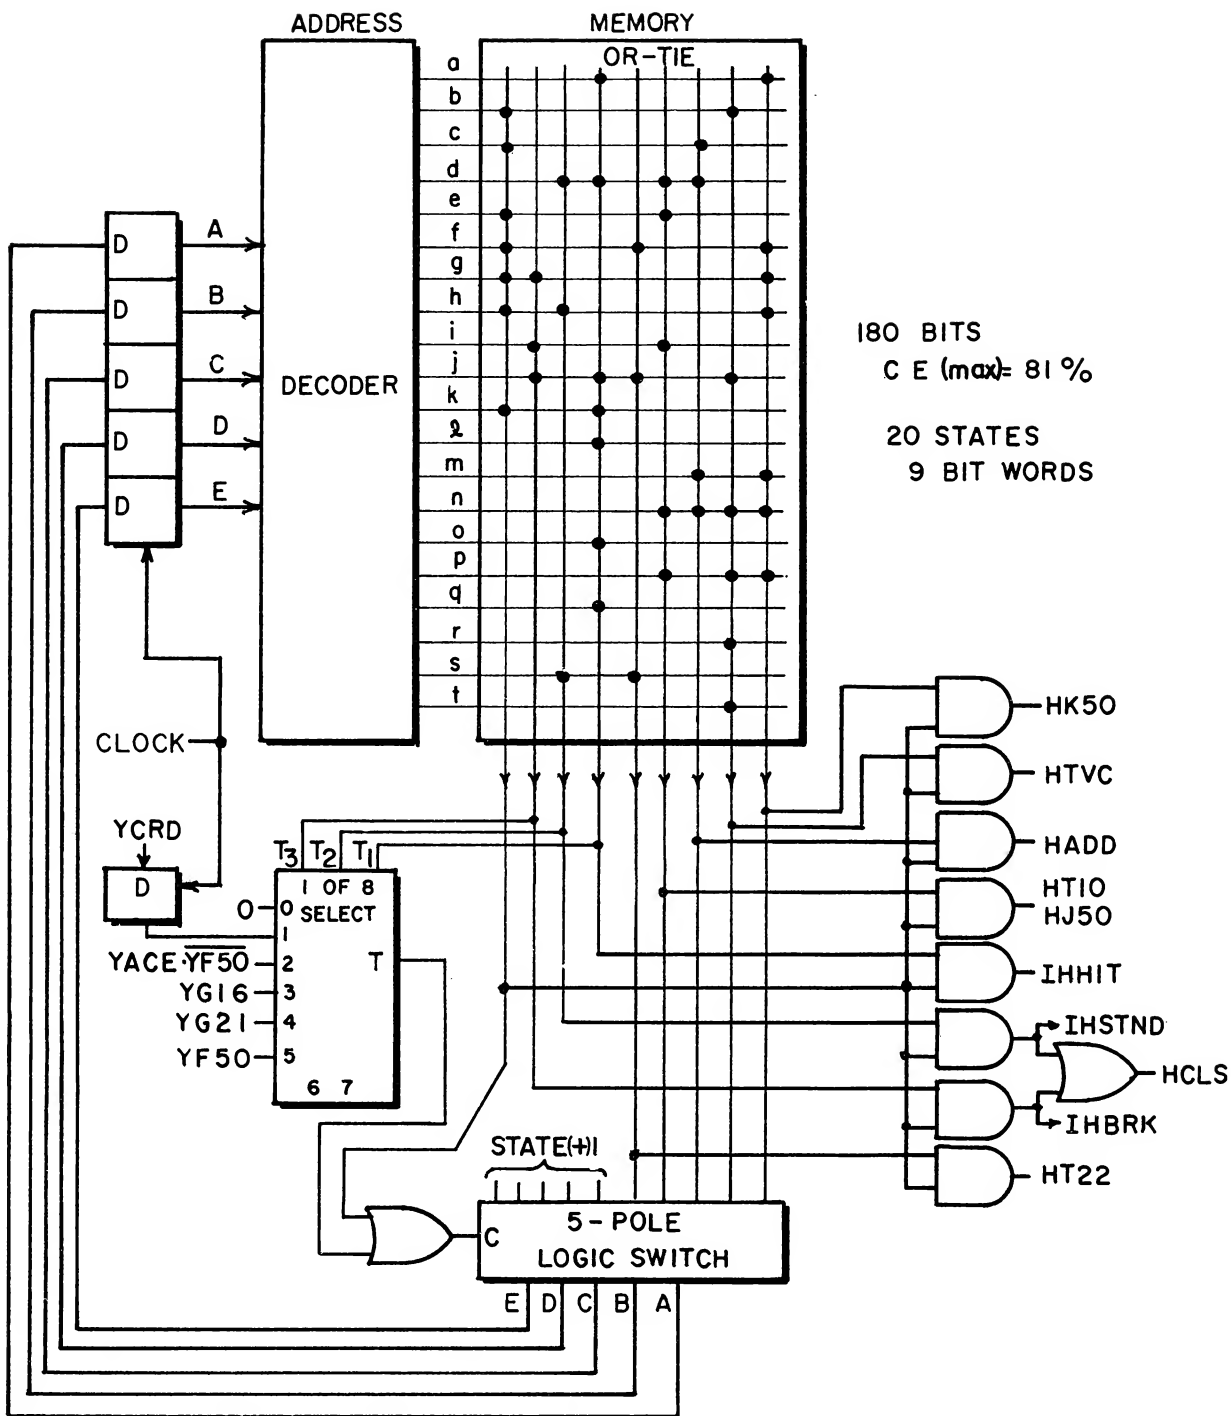 ADDRESS
MEMORY
OR-TIE
a
b
c
d
e
f
g
h
i
j
k
l
m
n
o
p
q
r
s
t
DECODER
D A
D B
D C
D D
D E
180 BITS
C E (max)= 81 %
20 STATES
9 BIT WORDS
CLOCK
YCRD
D
T3 T2 T1
1 OF 8
SELECT
0 0
1
YACE·\overline{YF50} 2
YG16 3
YG21 4
YF50 5
6 7
T
HK50
HTVC
HADD
HT10
HJ50
IHHIT
IHSTND
HCLS
IHBRK
HT22
STATE(+)1
C
5-POLE
LOGIC SWITCH
E D C B A